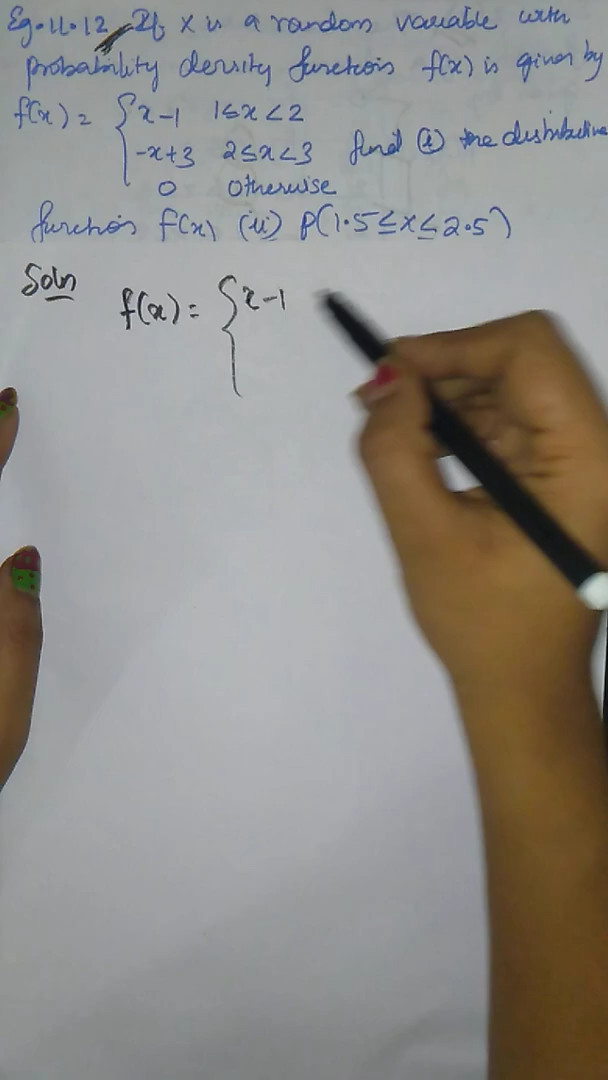 Eg.11.12 If X is a random variable with
probability density function f(x) is given by
f(x) = { x-1 1≤x<2
-x+3 2≤x<3 find (i) the distributive
0 otherwise
function f(x) (ii) P(1.5≤x≤2.5)
Soln
f(x) = { x-1